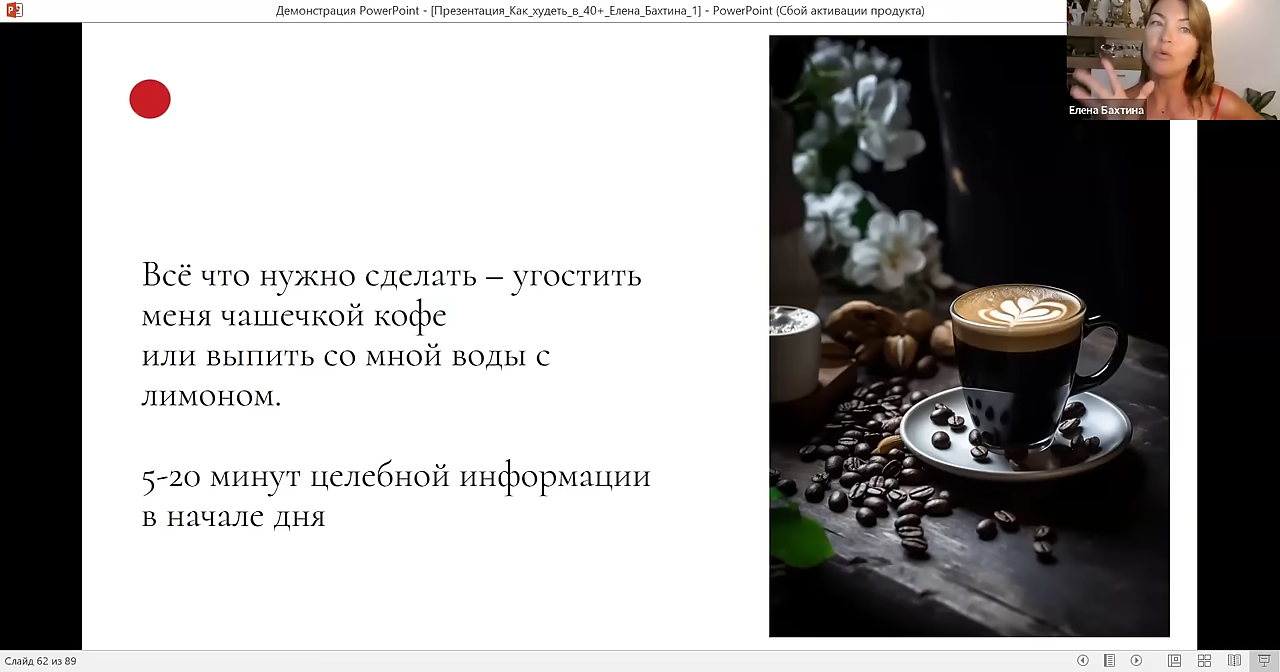 Демонстрация PowerPoint - [Презентация_Как_худеть_в_40+_Елена_Бахтина_1] - PowerPoint (Сбой активации продукта)
Елена Бахтина
Всё что нужно сделать – угостить
меня чашечкой кофе
или выпить со мной воды с
лимоном.
5-20 минут целебной информации
в начале дня
Слайд 62 из 89